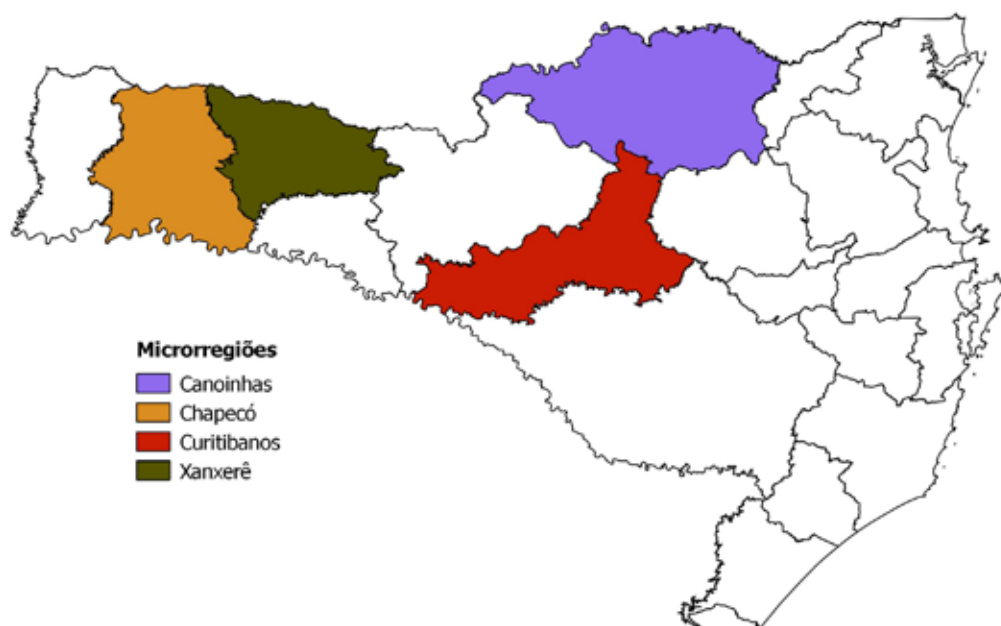 Microrregiões
Canoinhas
Chapecó
Curitibanos
Xanxerê